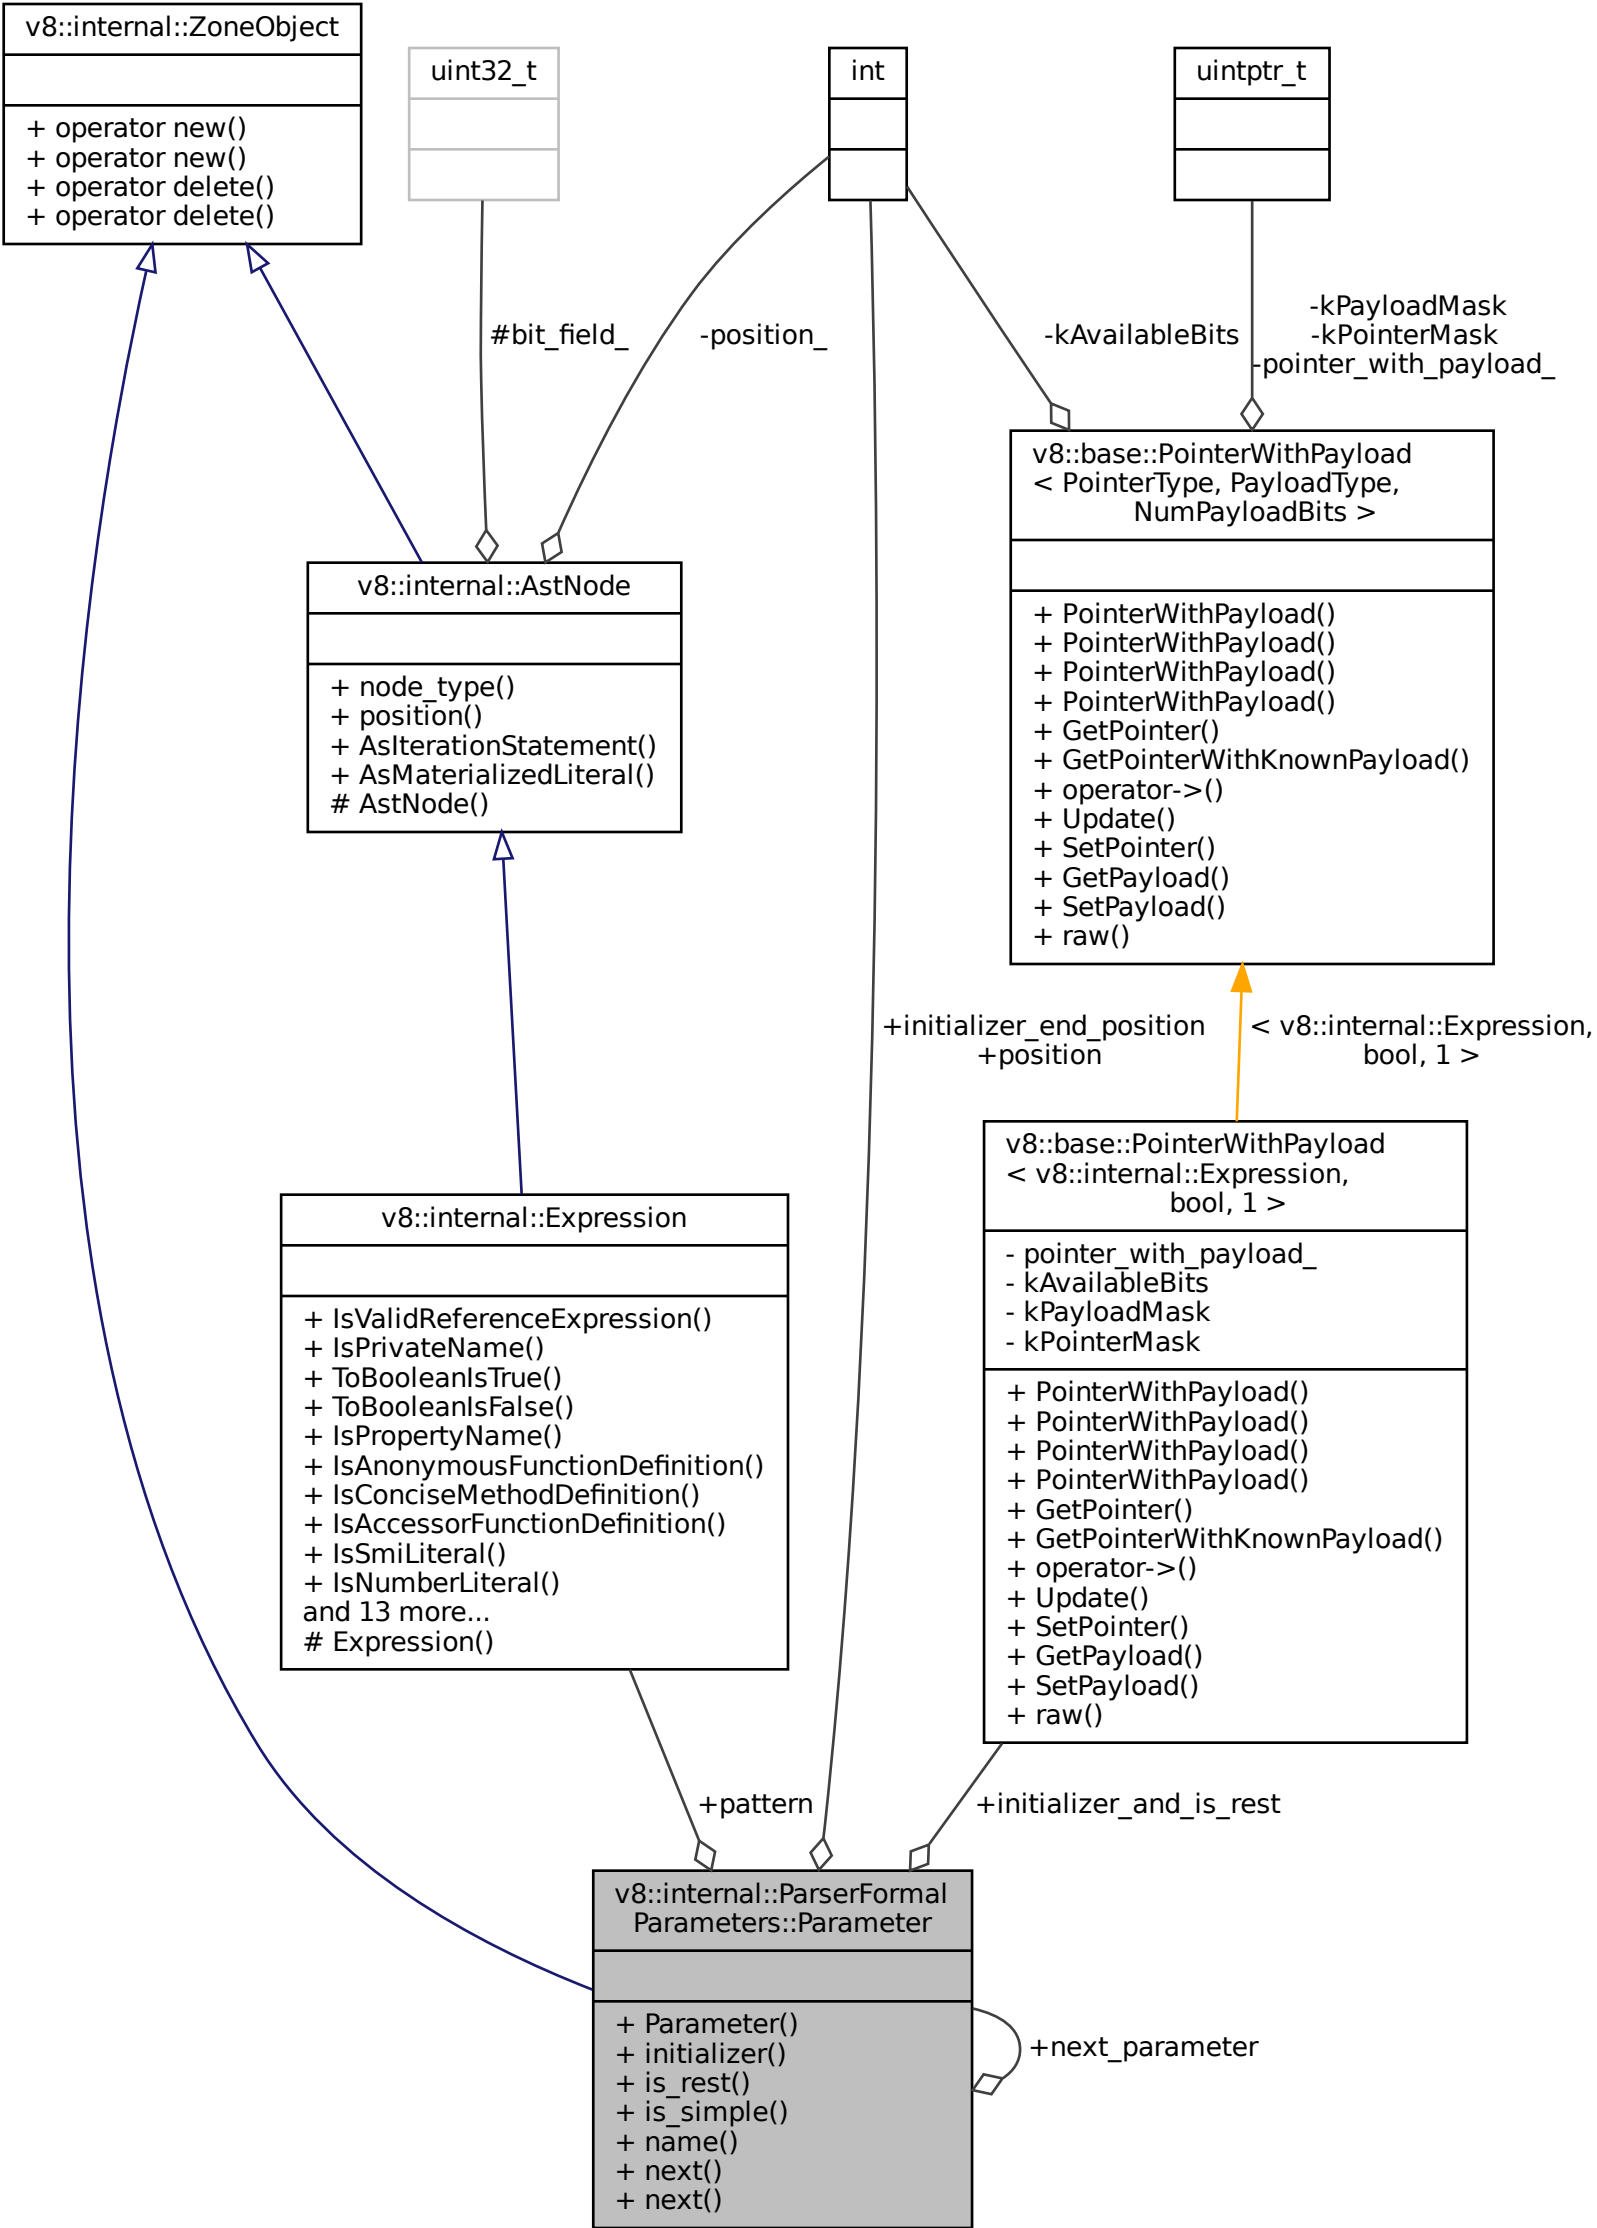 v8::internal::ZoneObject
+ operator new()
+ operator new()
+ operator delete()
+ operator delete()
uint32_t
int
uintptr_t
#bit_field_
-position_
-kAvailableBits
-kPayloadMask
-kPointerMask
-pointer_with_payload_
v8::internal::AstNode
+ node_type()
+ position()
+ AsIterationStatement()
+ AsMaterializedLiteral()
# AstNode()
v8::base::PointerWithPayload
< PointerType, PayloadType,
NumPayloadBits >
+ PointerWithPayload()
+ PointerWithPayload()
+ PointerWithPayload()
+ PointerWithPayload()
+ GetPointer()
+ GetPointerWithKnownPayload()
+ operator->()
+ Update()
+ SetPointer()
+ GetPayload()
+ SetPayload()
+ raw()
+initializer_end_position
+position
< v8::internal::Expression,
bool, 1 >
v8::internal::Expression
+ IsValidReferenceExpression()
+ IsPrivateName()
+ ToBooleanIsTrue()
+ ToBooleanIsFalse()
+ IsPropertyName()
+ IsAnonymousFunctionDefinition()
+ IsConciseMethodDefinition()
+ IsAccessorFunctionDefinition()
+ IsSmiLiteral()
+ IsNumberLiteral()
and 13 more...
# Expression()
v8::base::PointerWithPayload
< v8::internal::Expression,
bool, 1 >
- pointer_with_payload_
- kAvailableBits
- kPayloadMask
- kPointerMask
+ PointerWithPayload()
+ PointerWithPayload()
+ PointerWithPayload()
+ PointerWithPayload()
+ GetPointer()
+ GetPointerWithKnownPayload()
+ operator->()
+ Update()
+ SetPointer()
+ GetPayload()
+ SetPayload()
+ raw()
+pattern
+initializer_and_is_rest
v8::internal::ParserFormal
Parameters::Parameter
+ Parameter()
+ initializer()
+ is_rest()
+ is_simple()
+ name()
+ next()
+ next()
+next_parameter